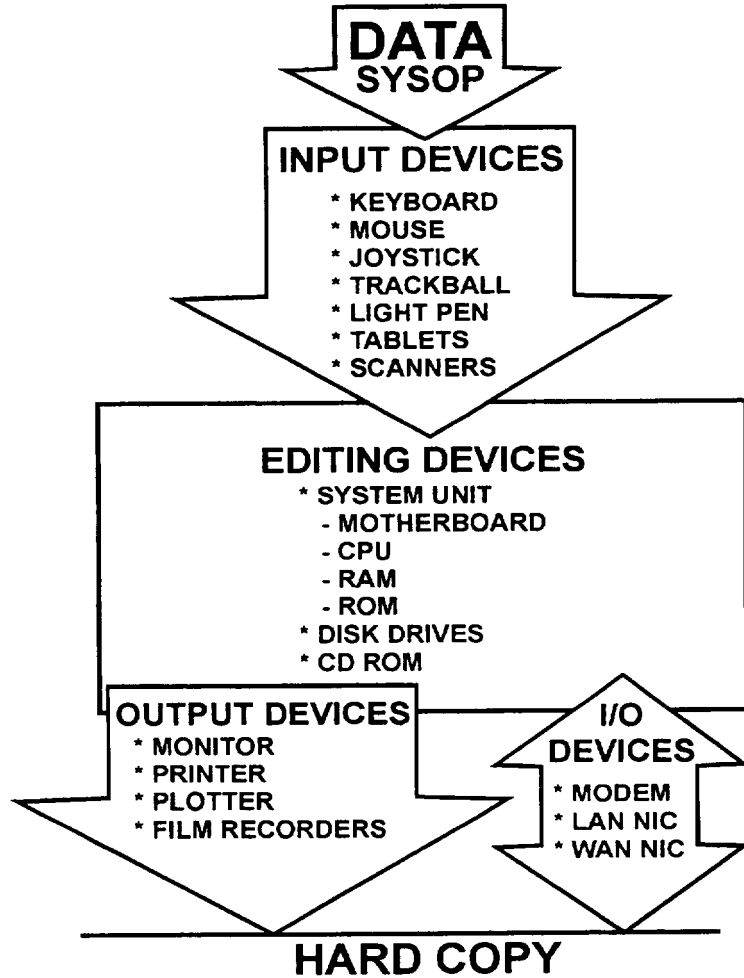 DATA
SYSOP
INPUT DEVICES
* KEYBOARD
* MOUSE
* JOYSTICK
* TRACKBALL
* LIGHT PEN
* TABLETS
* SCANNERS
EDITING DEVICES
* SYSTEM UNIT
- MOTHERBOARD
- CPU
- RAM
- ROM
* DISK DRIVES
* CD ROM
OUTPUT DEVICES
* MONITOR
* PRINTER
* PLOTTER
* FILM RECORDERS
I/O
DEVICES
* MODEM
* LAN NIC
* WAN NIC
HARD COPY